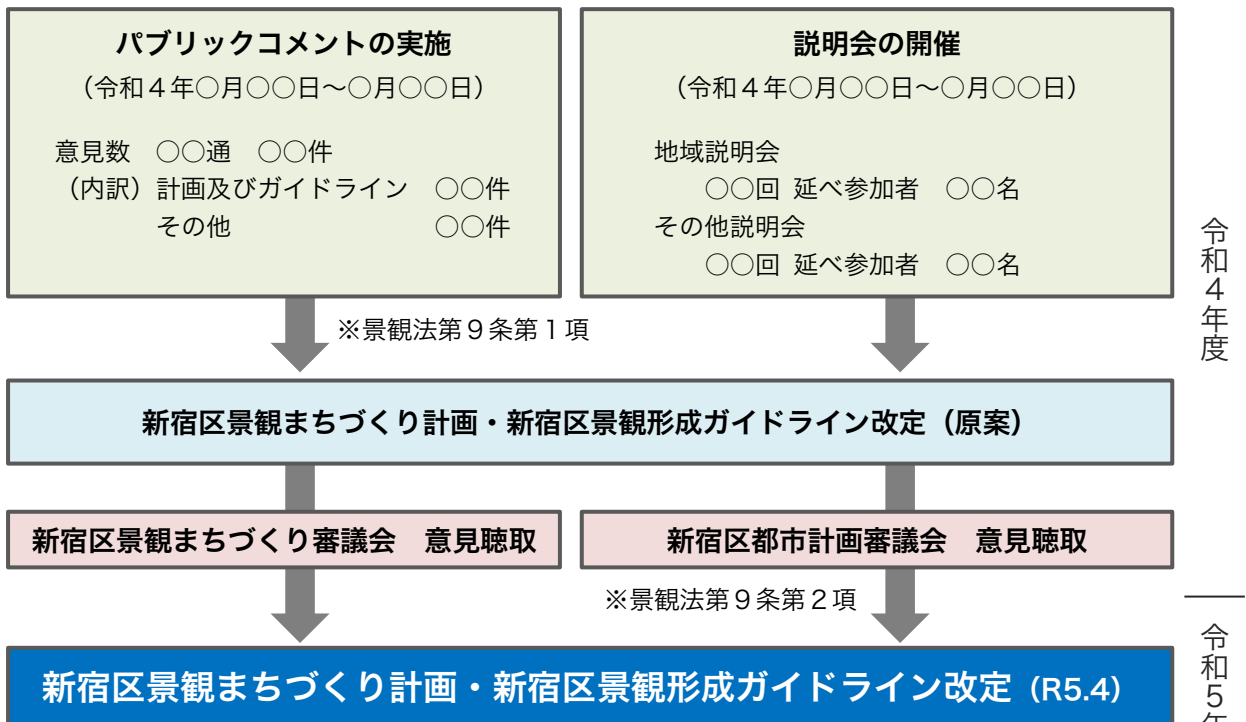 パブリックコメントの実施
（令和４年○月○○日～○月○○日）
意見数　○○通　○○件
（内訳）計画及びガイドライン　○○件
その他　○○件
説明会の開催
（令和４年○月○○日～○月○○日）
地域説明会
○○回 延べ参加者　○○名
その他説明会
○○回 延べ参加者　○○名
※景観法第９条第１項
新宿区景観まちづくり計画・新宿区景観形成ガイドライン改定（原案）
新宿区景観まちづくり審議会　意見聴取
新宿区都市計画審議会　意見聴取
※景観法第９条第２項
新宿区景観まちづくり計画・新宿区景観形成ガイドライン改定（R5.4）
令和４年度
令和５年